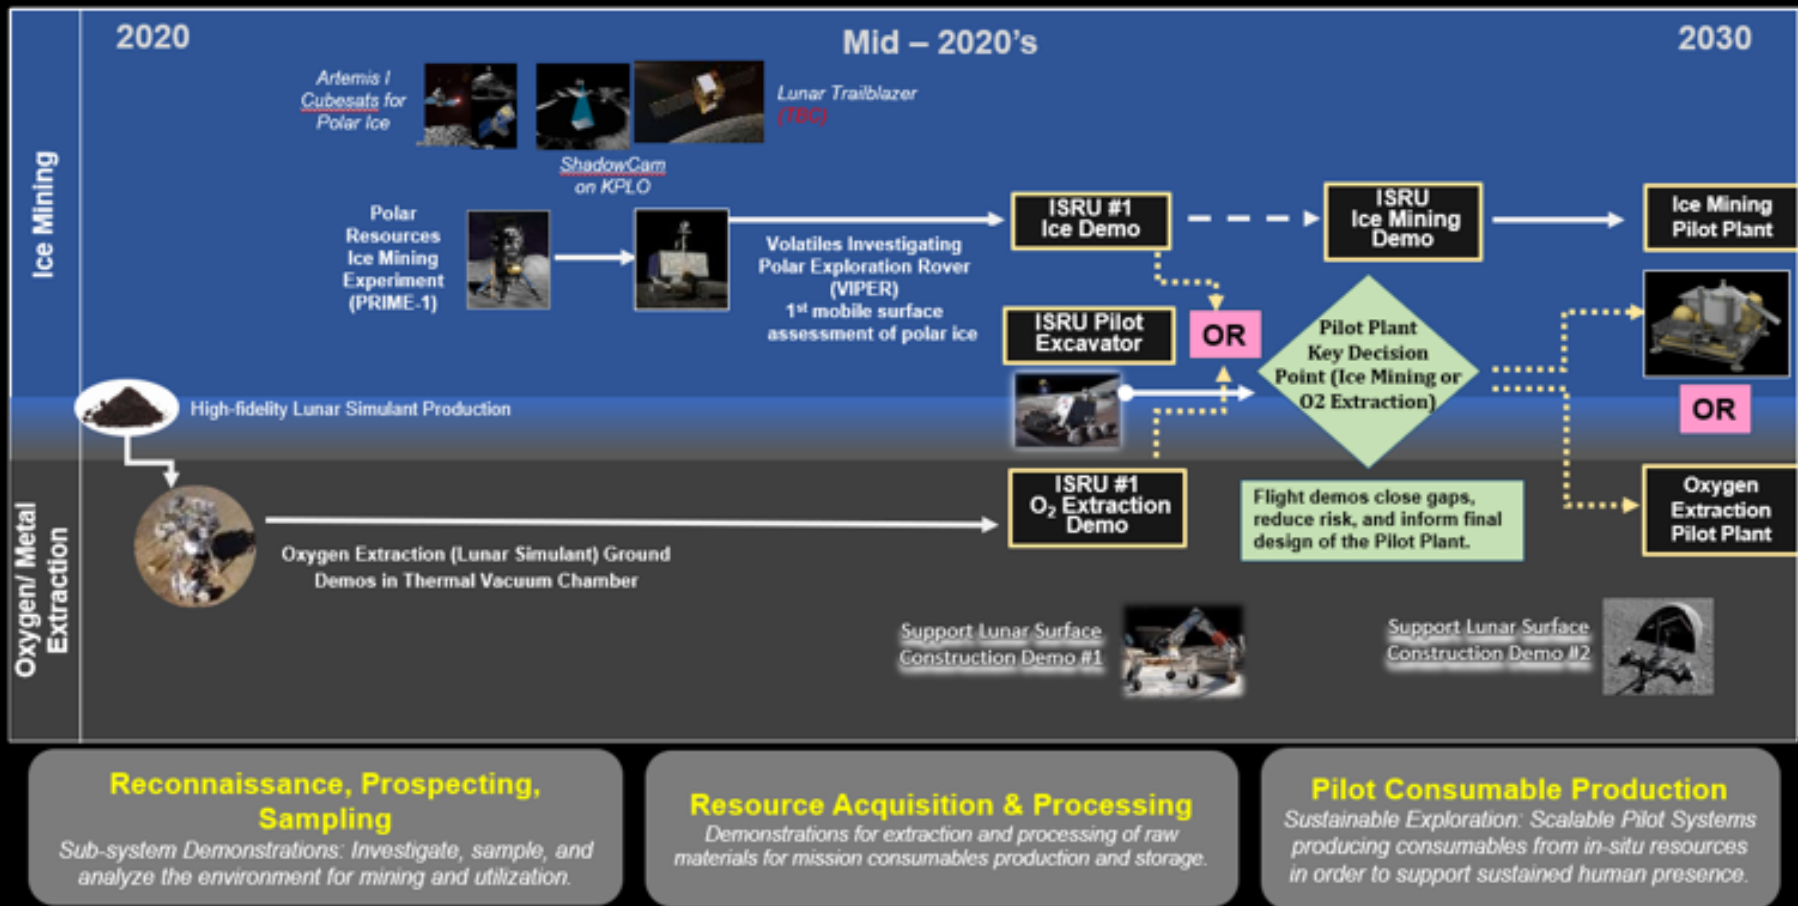 2020
Mid – 2020's
2030
Artemis I
Cubesats for
Polar Ice
ShadowCam
on KPLO
Lunar Trailblazer
(TBC)
Ice Mining
Polar
Resources
Ice Mining
Experiment
(PRIME-1)
Volatiles Investigating
Polar Exploration Rover
(VIPER)
1st mobile surface
assessment of polar ice
ISRU #1
Ice Demo
ISRU
Ice Mining
Demo
Ice Mining
Pilot Plant
ISRU Pilot
Excavator
OR
Pilot Plant
Key Decision
Point (Ice Mining or
O2 Extraction)
OR
High-fidelity Lunar Simulant Production
Oxygen/ Metal
Extraction
Oxygen Extraction (Lunar Simulant) Ground
Demos in Thermal Vacuum Chamber
ISRU #1
O2 Extraction
Demo
Flight demos close gaps,
reduce risk, and inform final
design of the Pilot Plant.
Oxygen
Extraction
Pilot Plant
Support Lunar Surface
Construction Demo #1
Support Lunar Surface
Construction Demo #2
Reconnaissance, Prospecting,
Sampling
Sub-system Demonstrations: Investigate, sample, and
analyze the environment for mining and utilization.
Resource Acquisition & Processing
Demonstrations for extraction and processing of raw
materials for mission consumables production and storage.
Pilot Consumable Production
Sustainable Exploration: Scalable Pilot Systems
producing consumables from in-situ resources
in order to support sustained human presence.